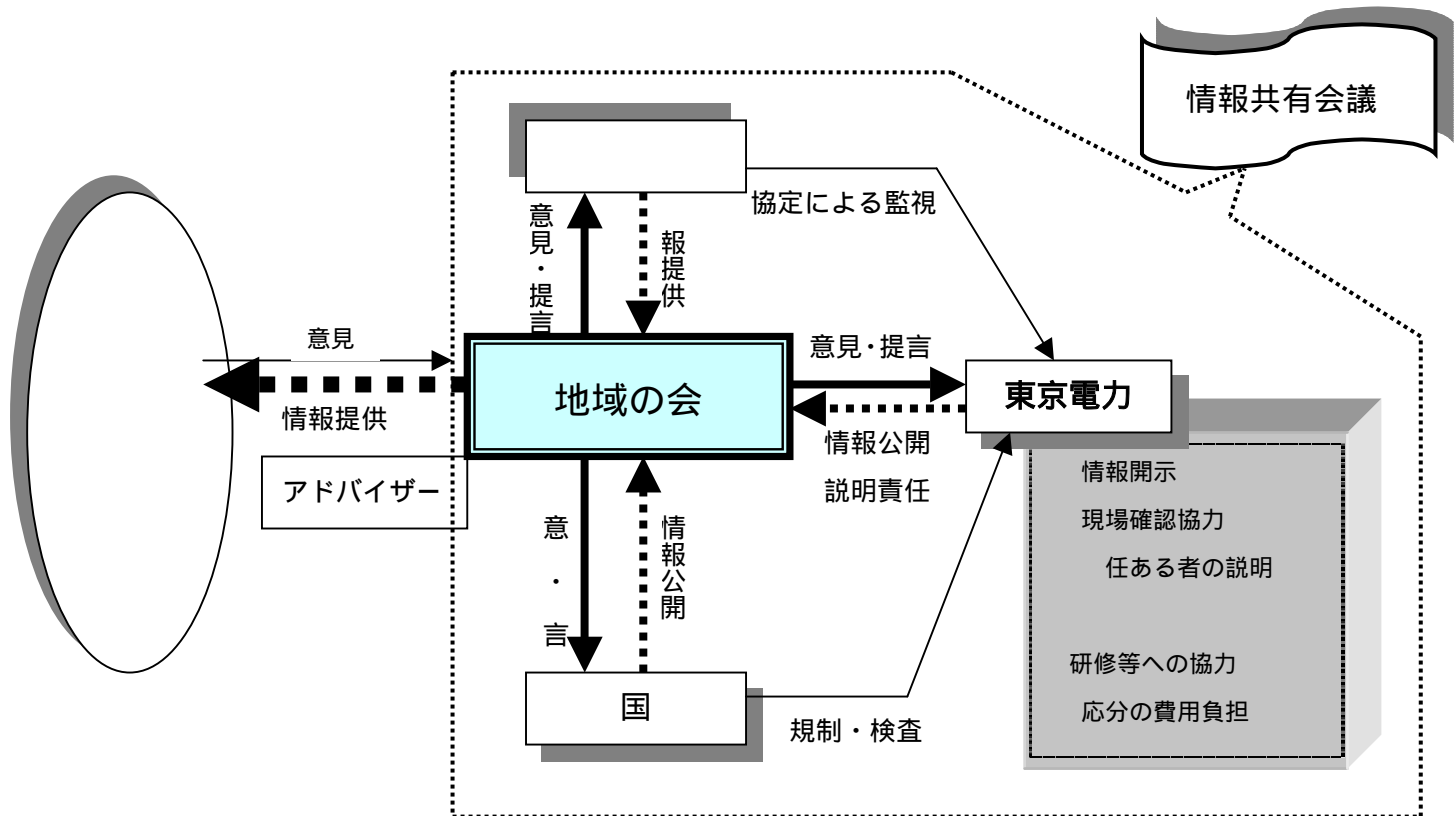 情報共有会議
協定による監視
意見・提言
報提供
意見
情報提供
地域の会
意見・提言
東京電力
情報公開
説明責任
アドバイザー
意・言
情報公開
国
規制・検査
情報開示
現場確認協力
任ある者の説明
研修等への協力
応分の費用負担